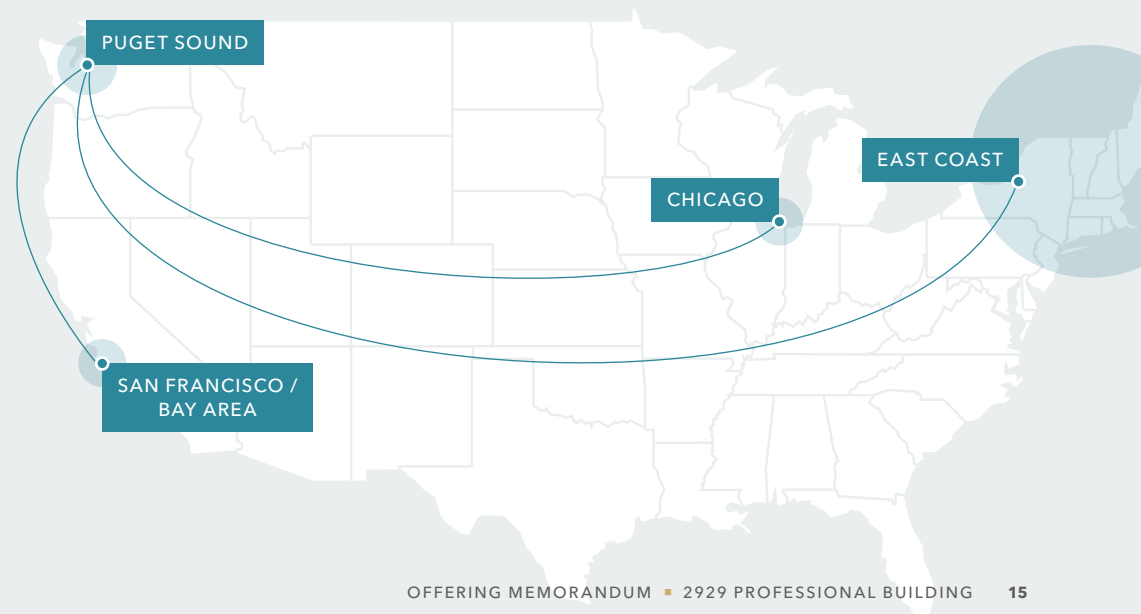 PUGET SOUND
EAST COAST
CHICAGO
SAN FRANCISCO /
BAY AREA
OFFERING MEMORANDUM ▪ 2929 PROFESSIONAL BUILDING 15